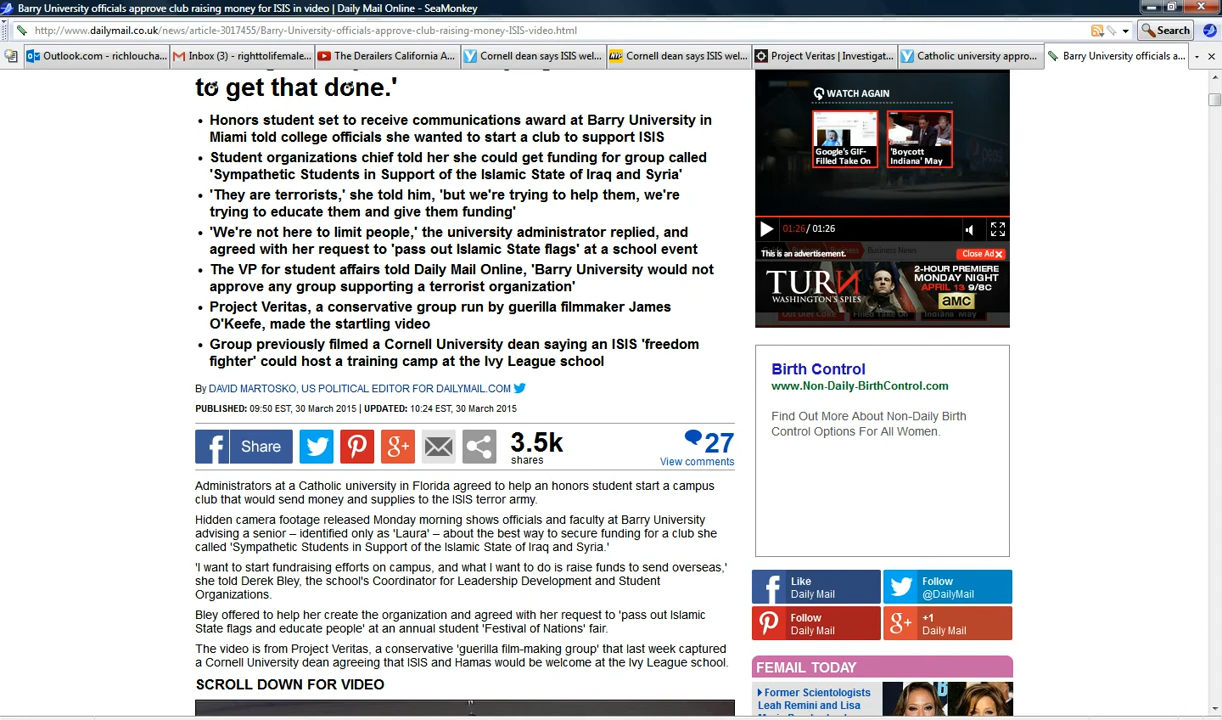 Barry University officials approve club raising money for ISIS in video | Daily Mail Online - SeaMonkey
http://www.dailymail.co.uk/news/article-3017455/Barry-University-officials-approve-club-raising-money-ISIS-video.html
Search
Outlook.com - richloucha...
Inbox (3) - righttolifefemale...
The Derailers California A...
Cornell dean says ISIS wel...
Cornell dean says ISIS wel...
Project Veritas | Investigat...
Catholic university appro...
Barry University officials a...
to get that done.'
• Honors student set to receive communications award at Barry University in
Miami told college officials she wanted to start a club to support ISIS
• Student organizations chief told her she could get funding for group called
'Sympathetic Students in Support of the Islamic State of Iraq and Syria'
• 'They are terrorists,' she told him, 'but we're trying to help them, we're
trying to educate them and give them funding'
• 'We're not here to limit people,' the university administrator replied, and
agreed with her request to 'pass out Islamic State flags' at a school event
• The VP for student affairs told Daily Mail Online, 'Barry University would not
approve any group supporting a terrorist organization'
• Project Veritas, a conservative group run by guerilla filmmaker James
O'Keefe, made the startling video
• Group previously filmed a Cornell University dean saying an ISIS 'freedom
fighter' could host a training camp at the Ivy League school
By DAVID MARTOSKO, US POLITICAL EDITOR FOR DAILYMAIL.COM
PUBLISHED: 09:50 EST, 30 March 2015 | UPDATED: 10:24 EST, 30 March 2015
Share
3.5k
shares
27
View comments
Administrators at a Catholic university in Florida agreed to help an honors student start a campus
club that would send money and supplies to the ISIS terror army.
Hidden camera footage released Monday morning shows officials and faculty at Barry University
advising a senior – identified only as 'Laura' – about the best way to secure funding for a club she
called 'Sympathetic Students in Support of the Islamic State of Iraq and Syria.'
'I want to start fundraising efforts on campus, and what I want to do is raise funds to send overseas,'
she told Derek Bley, the school's Coordinator for Leadership Development and Student
Organizations.
Bley offered to help her create the organization and agreed with her request to 'pass out Islamic
State flags and educate people' at an annual student 'Festival of Nations' fair.
The video is from Project Veritas, a conservative 'guerilla film-making group' that last week captured
a Cornell University dean agreeing that ISIS and Hamas would be welcome at the Ivy League school.
SCROLL DOWN FOR VIDEO
WATCH AGAIN
Google's GIF-
Filled Take On
'Boycott
Indiana' May
01:26 / 01:26
Business News
This is an advertisement.
Close Ad X
TURN
WASHINGTON'S SPIES
2-HOUR PREMIERE
MONDAY NIGHT
APRIL 13 9/8C
amc
Indiana' May
Birth Control
www.Non-Daily-BirthControl.com
Find Out More About Non-Daily Birth
Control Options For All Women.
Like
Daily Mail
Follow
@DailyMail
Follow
Daily Mail
+1
Daily Mail
FEMAIL TODAY
Former Scientologists
Leah Remini and Lisa